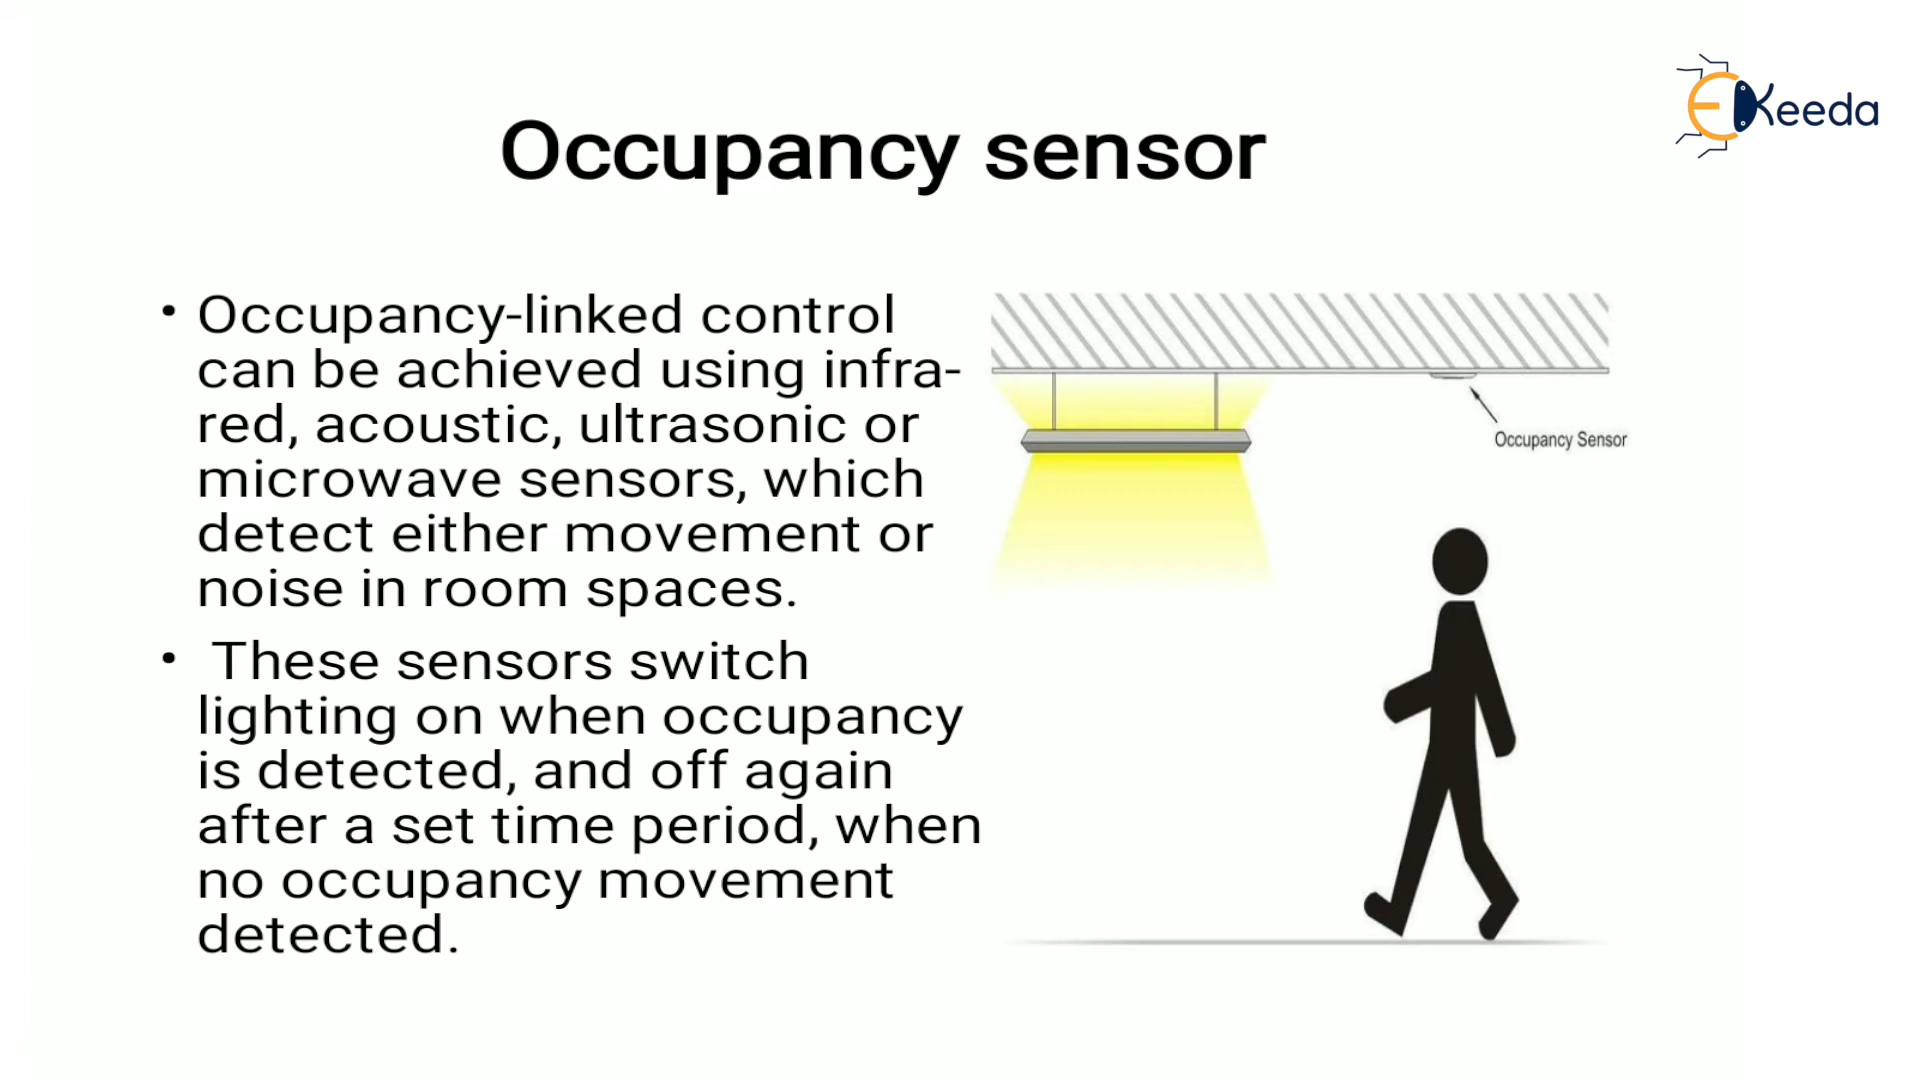 EKeeda
Occupancy sensor
• Occupancy-linked control
can be achieved using infra-
red, acoustic, ultrasonic or
microwave sensors, which
detect either movement or
noise in room spaces.
• These sensors switch
lighting on when occupancy
is detected, and off again
after a set time period, when
no occupancy movement
detected.
Occupancy Sensor